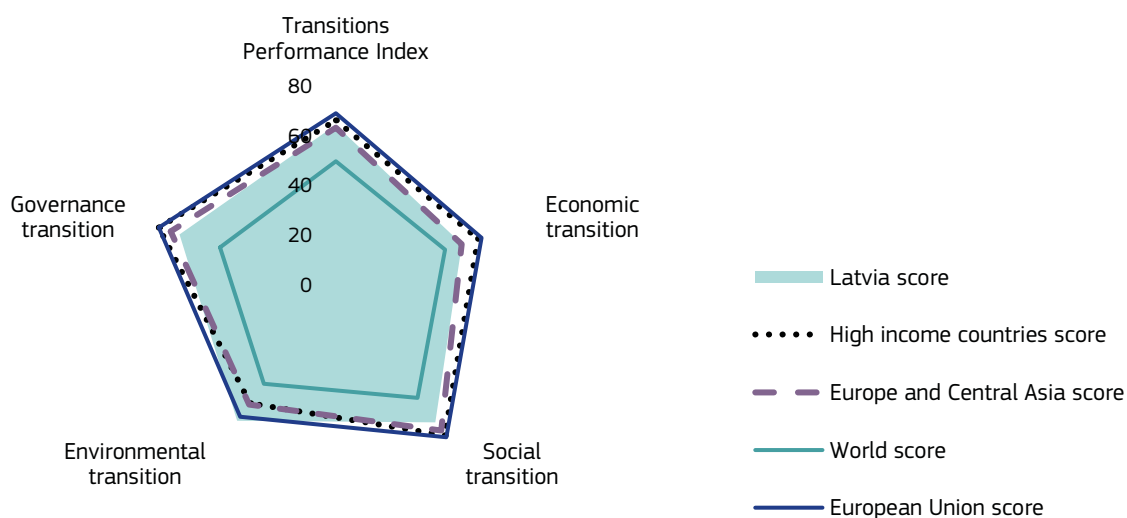 Transitions
Performance Index
80
60
40
20
0
Governance
transition
Economic
transition
Environmental
transition
Social
transition
Latvia score
High income countries score
Europe and Central Asia score
World score
European Union score